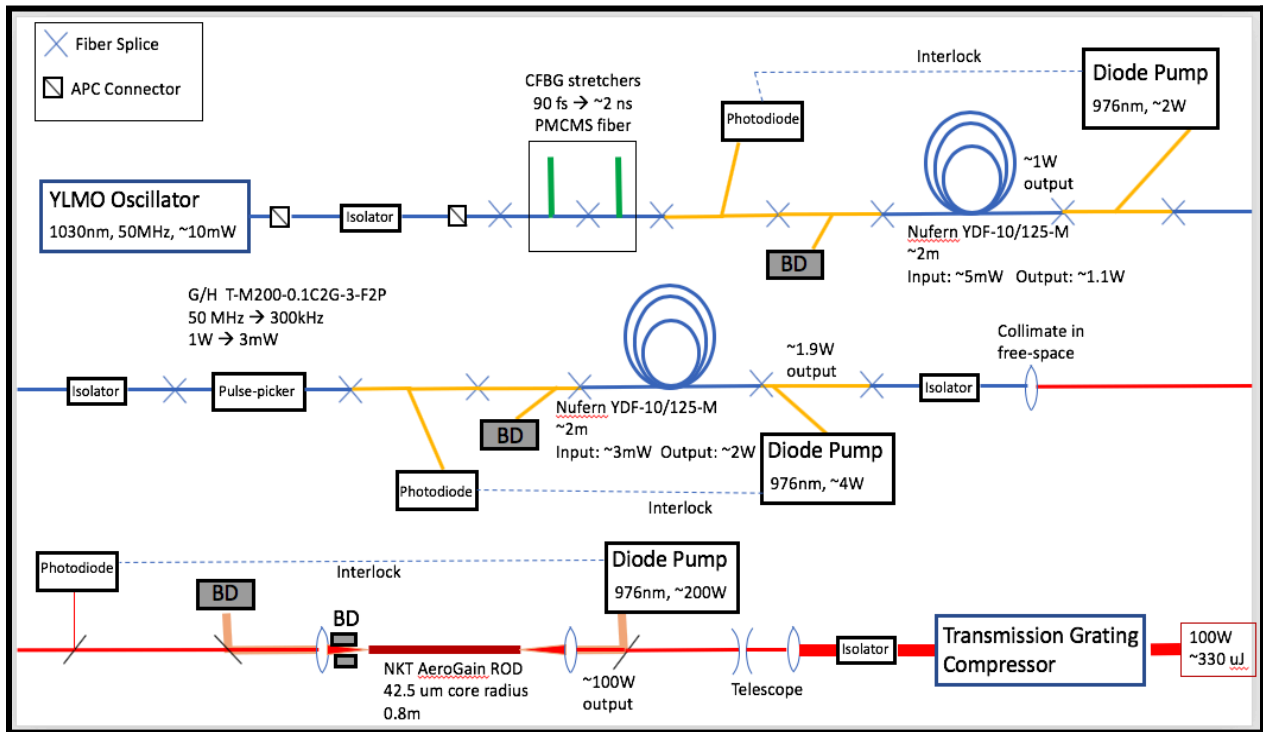 Fiber Splice
APC Connector
CFBG stretchers
90 fs → ~2 ns
PMCMS fiber
Interlock
Photodiode
Diode Pump
976nm, ~2W
YLMO Oscillator
1030nm, 50MHz, ~10mW
Isolator
~1W
output
BD
Nufern YDF-10/125-M
~2m
Input: ~5mW Output: ~1.1W
G/H T-M200-0.1C2G-3-F2P
50 MHz → 300kHz
1W → 3mW
Isolator
Pulse-picker
BD
Nufern YDF-10/125-M
~2m
Input: ~3mW Output: ~2W
~1.9W
output
Isolator
Collimate in
free-space
Photodiode
Interlock
Diode Pump
976nm, ~4W
Photodiode
Interlock
BD
BD
NKT AeroGain ROD
42.5 um core radius
0.8m
Diode Pump
976nm, ~200W
~100W
output
Telescope
Isolator
Transmission Grating
Compressor
100W
~330 uJ